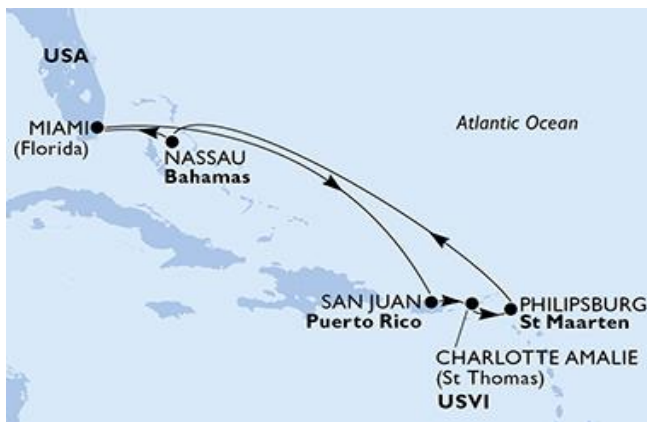 USA
MIAMI
(Florida)
Atlantic Ocean
NASSAU
Bahamas
SAN JUAN
Puerto Rico
PHILIPSBURG
St Maarten
CHARLOTTE AMALIE
(St Thomas)
USVI